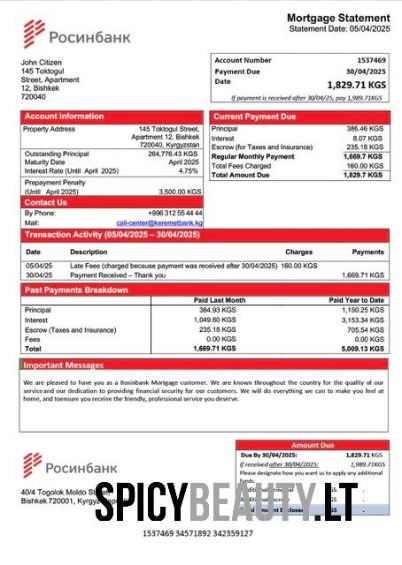 Mortgage Statement
Statement Date: 05/04/2025
Росинбанк
John Citizen
145 Toktogul
Street, Apartment
12, Bishkek
720040
Account Number 1537469
Payment Due 30/04/2025
Date 1,829.71 KGS
If payment is received after 30/04/25, pay 1,989.71KGS
Account Information
Property Address 145 Toktogul Street,
Apartment 12, Bishkek
720040, Kyrgyzstan
Outstanding Principal 264,776.43 KGS
Maturity Date April 2025
Interest Rate (Until April 2025) 4.75%
Prepayment Penalty
(Until April 2025) 3,500.00 KGS
Contact Us
By Phone: +996 312 55 44 44
Mail: call-center@keremetbank.kg
Current Payment Due
Principal 386.46 KGS
Interest 8.07 KGS
Escrow (for Taxes and Insurance) 235.18 KGS
Regular Monthly Payment 1,669.7 KGS
Total Fees Charged 160.00 KGS
Total Amount Due 1,829.7 KGS
Transaction Activity (05/04/2025 – 30/04/2025)
Date Description Charges Payments
05/04/25 Late Fees (charged because payment was received after 30/04/2025) 160.00 KGS
30/04/25 Payment Received – Thank you 1,669.71 KGS
Past Payments Breakdown
Paid Last Month Paid Year to Date
Principal 384.93 KGS 1,150.25 KGS
Interest 1,049.60 KGS 3,153.34 KGS
Escrow (Taxes and Insurance) 235.18 KGS 705.54 KGS
Fees 0.00 KGS 0.00 KGS
Total 1,669.71 KGS 5,009.13 KGS
Important Messages
We are pleased to have you as a Rosinbank Mortgage customer. We are known throughout the country for the quality of our
service and our dedication to providing financial security for our customers. We will do everything we can to make you feel at
home, and toensure you receive the friendly, professional service you deserve.
Росинбанк
40/4 Togolok Moldo
Bishkek 720001,
Amount Due
Due By 30/04/2025: 1,829.71 KGS
If received after 30/04/2025: 1,989.71KGS
Please designate how you want us to apply any additional
funds.
SPICYBEAUTY.LT
1537469 34571892 342359127